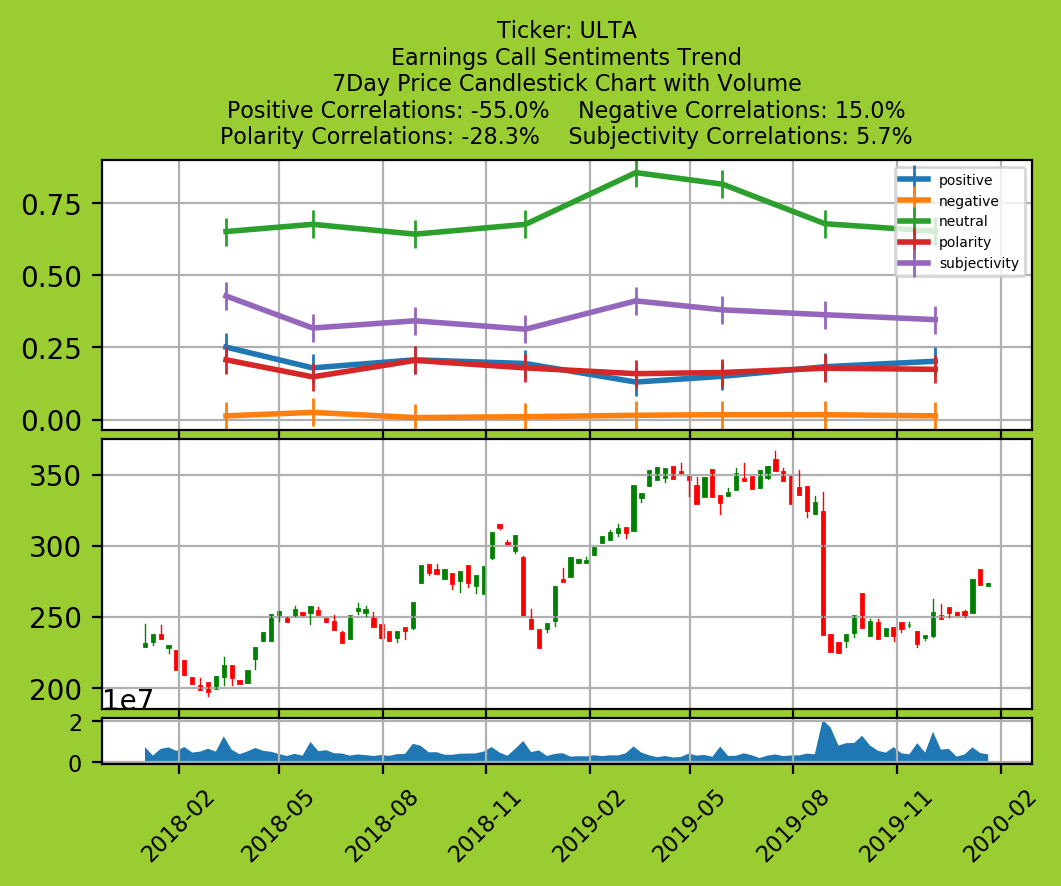 Ticker: ULTA
Earnings Call Sentiments Trend
7Day Price Candlestick Chart with Volume
Positive Correlations: -55.0%    Negative Correlations: 15.0%
Polarity Correlations: -28.3%    Subjectivity Correlations: 5.7%
0.75
0.50
0.25
0.00
positive
negative
neutral
polarity
subjectivity
350
300
250
200
1e7
2
0
2018-02
2018-05
2018-08
2018-11
2019-02
2019-05
2019-08
2019-11
2020-02